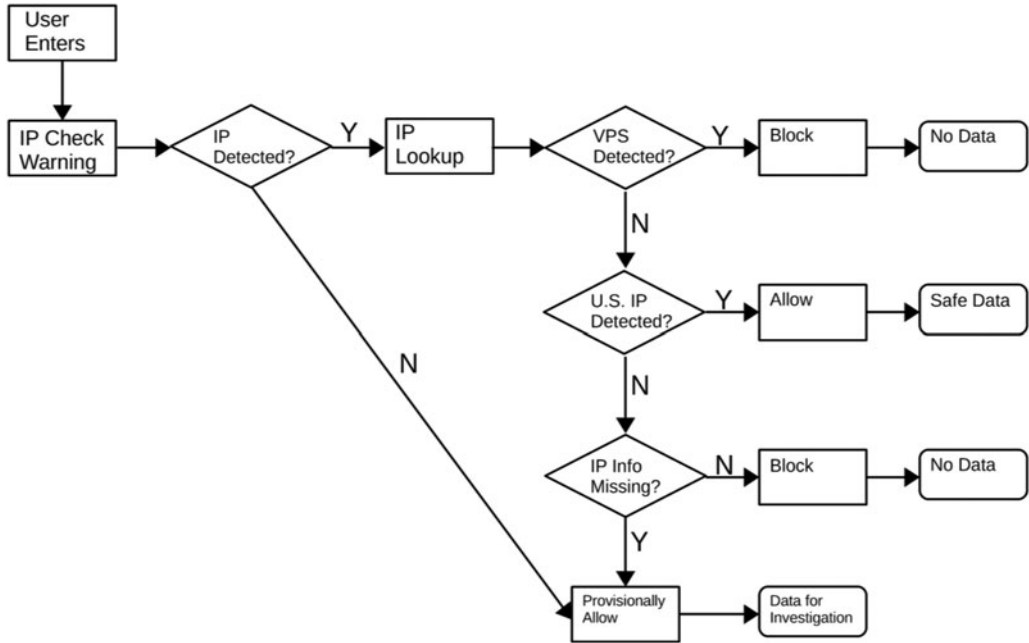 User
Enters
IP Check
Warning
IP
Detected?
Y
IP
Lookup
VPS
Detected?
Y
Block
No Data
N
U.S. IP
Detected?
Y
Allow
Safe Data
N
N
IP Info
Missing?
N
Block
No Data
Y
Provisionally
Allow
Data for
Investigation